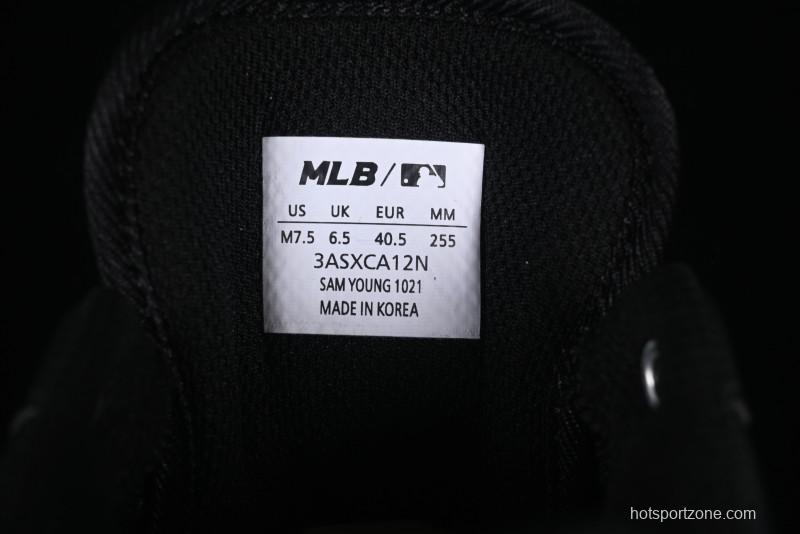 MLB/
US UK EUR MM
M7.5 6.5 40.5 255
3ASXCA12N
SAM YOUNG 1021
MADE IN KOREA
hotsportzone.com